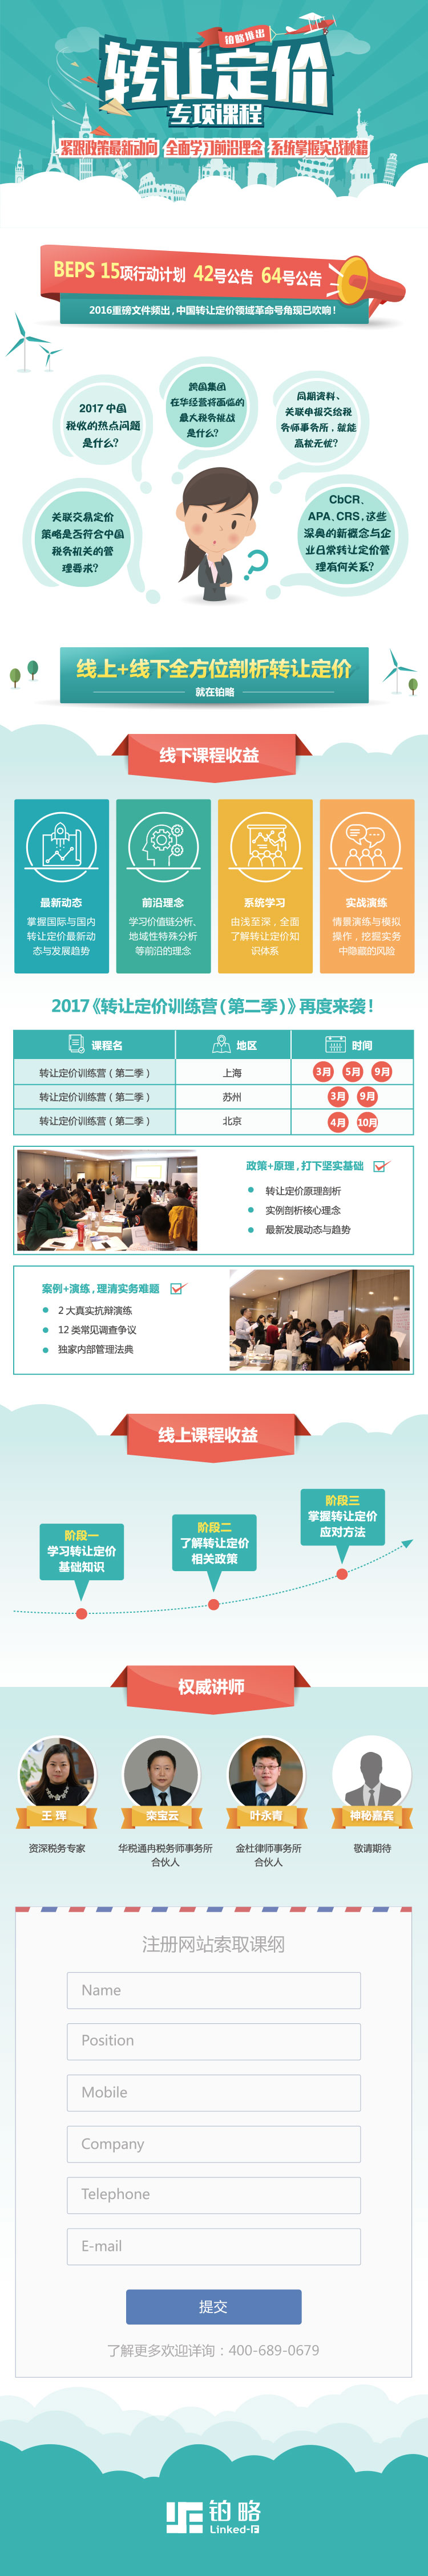 铂略推出
转让定价
专项课程
紧跟政策最新动向 全面学习前沿理念 系统掌握实战秘籍
BEPS 15项行动计划 42号公告 64号公告
2016重磅文件频出,中国转让定价领域革命号角现已吹响!
2017 中国
税收的热点问题
是什么?
跨国集团
在华经营将面临的
最大税务挑战
是什么?
同期资料、
关联申报交给税
务师事务所,就能
高枕无忧?
关联交易定价
策略是否符合中国
税务机关的管
理要求?
CbCR、
APA、CRS,这些
深奥的新概念与企
业日常转让定价管
理有何关系?
线上+线下全方位剖析转让定价
就在铂略
线下课程收益
最新动态
掌握国际与国内
转让定价最新动
态与发展趋势
前沿理念
学习价值链分析、
地域性特殊分析
等前沿的理念
系统学习
由浅至深,全面
了解转让定价知
识体系
实战演练
情景演练与模拟
操作,挖掘实务
中隐藏的风险
2017《转让定价训练营(第二季)》再度来袭!
课程名 地区 时间
转让定价训练营(第二季) 上海 3月 5月 9月
转让定价训练营(第二季) 苏州 3月 9月
转让定价训练营(第二季) 北京 4月 10月
政策+原理,打下坚实基础
转让定价原理剖析
实例剖析核心理念
最新发展动态与趋势
案例+演练,理清实务难题
2 大真实抗辩演练
12 类常见调查争议
独家内部管理法典
线上课程收益
阶段一
学习转让定价
基础知识
阶段二
了解转让定价
相关政策
阶段三
掌握转让定价
应对方法
权威讲师
王 珲
资深税务专家
栾宝云
华税通冉税务师事务所
合伙人
叶永青
金杜律师事务所
合伙人
神秘嘉宾
敬请期待
注册网站索取课纲
Name
Position
Mobile
Company
Telephone
E-mail
提交
了解更多欢迎详询:400-689-0679
铂略
Linked-F